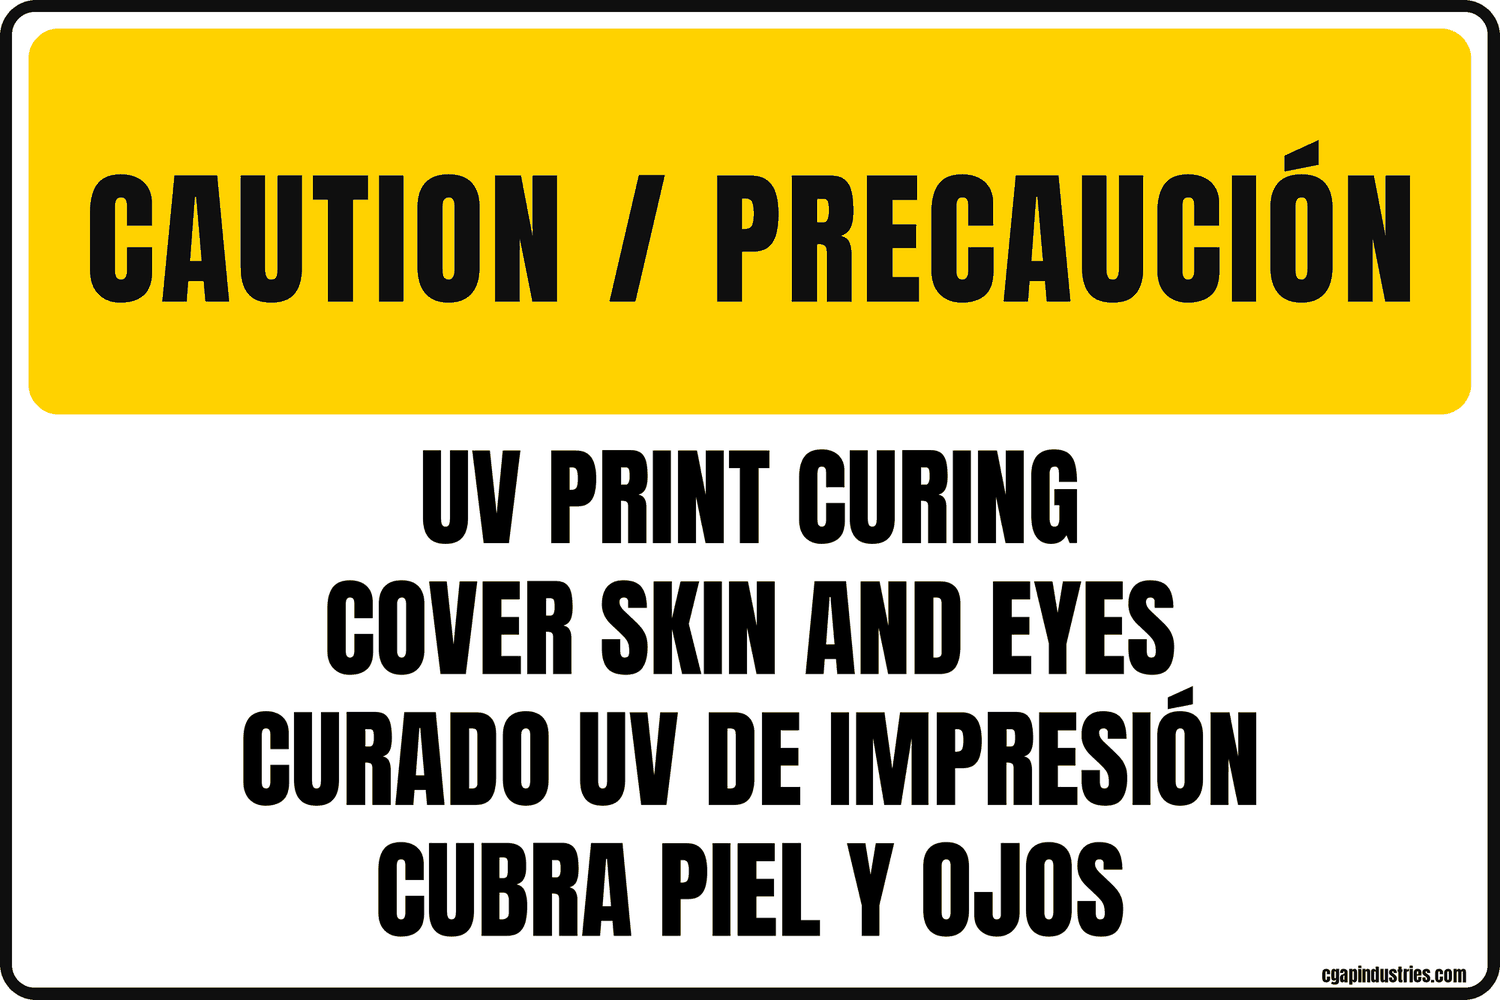 CAUTION / PRECAUCIÓN
UV PRINT CURING
COVER SKIN AND EYES
CURADO UV DE IMPRESIÓN
CUBRA PIEL Y OJOS
cgapindustries.com